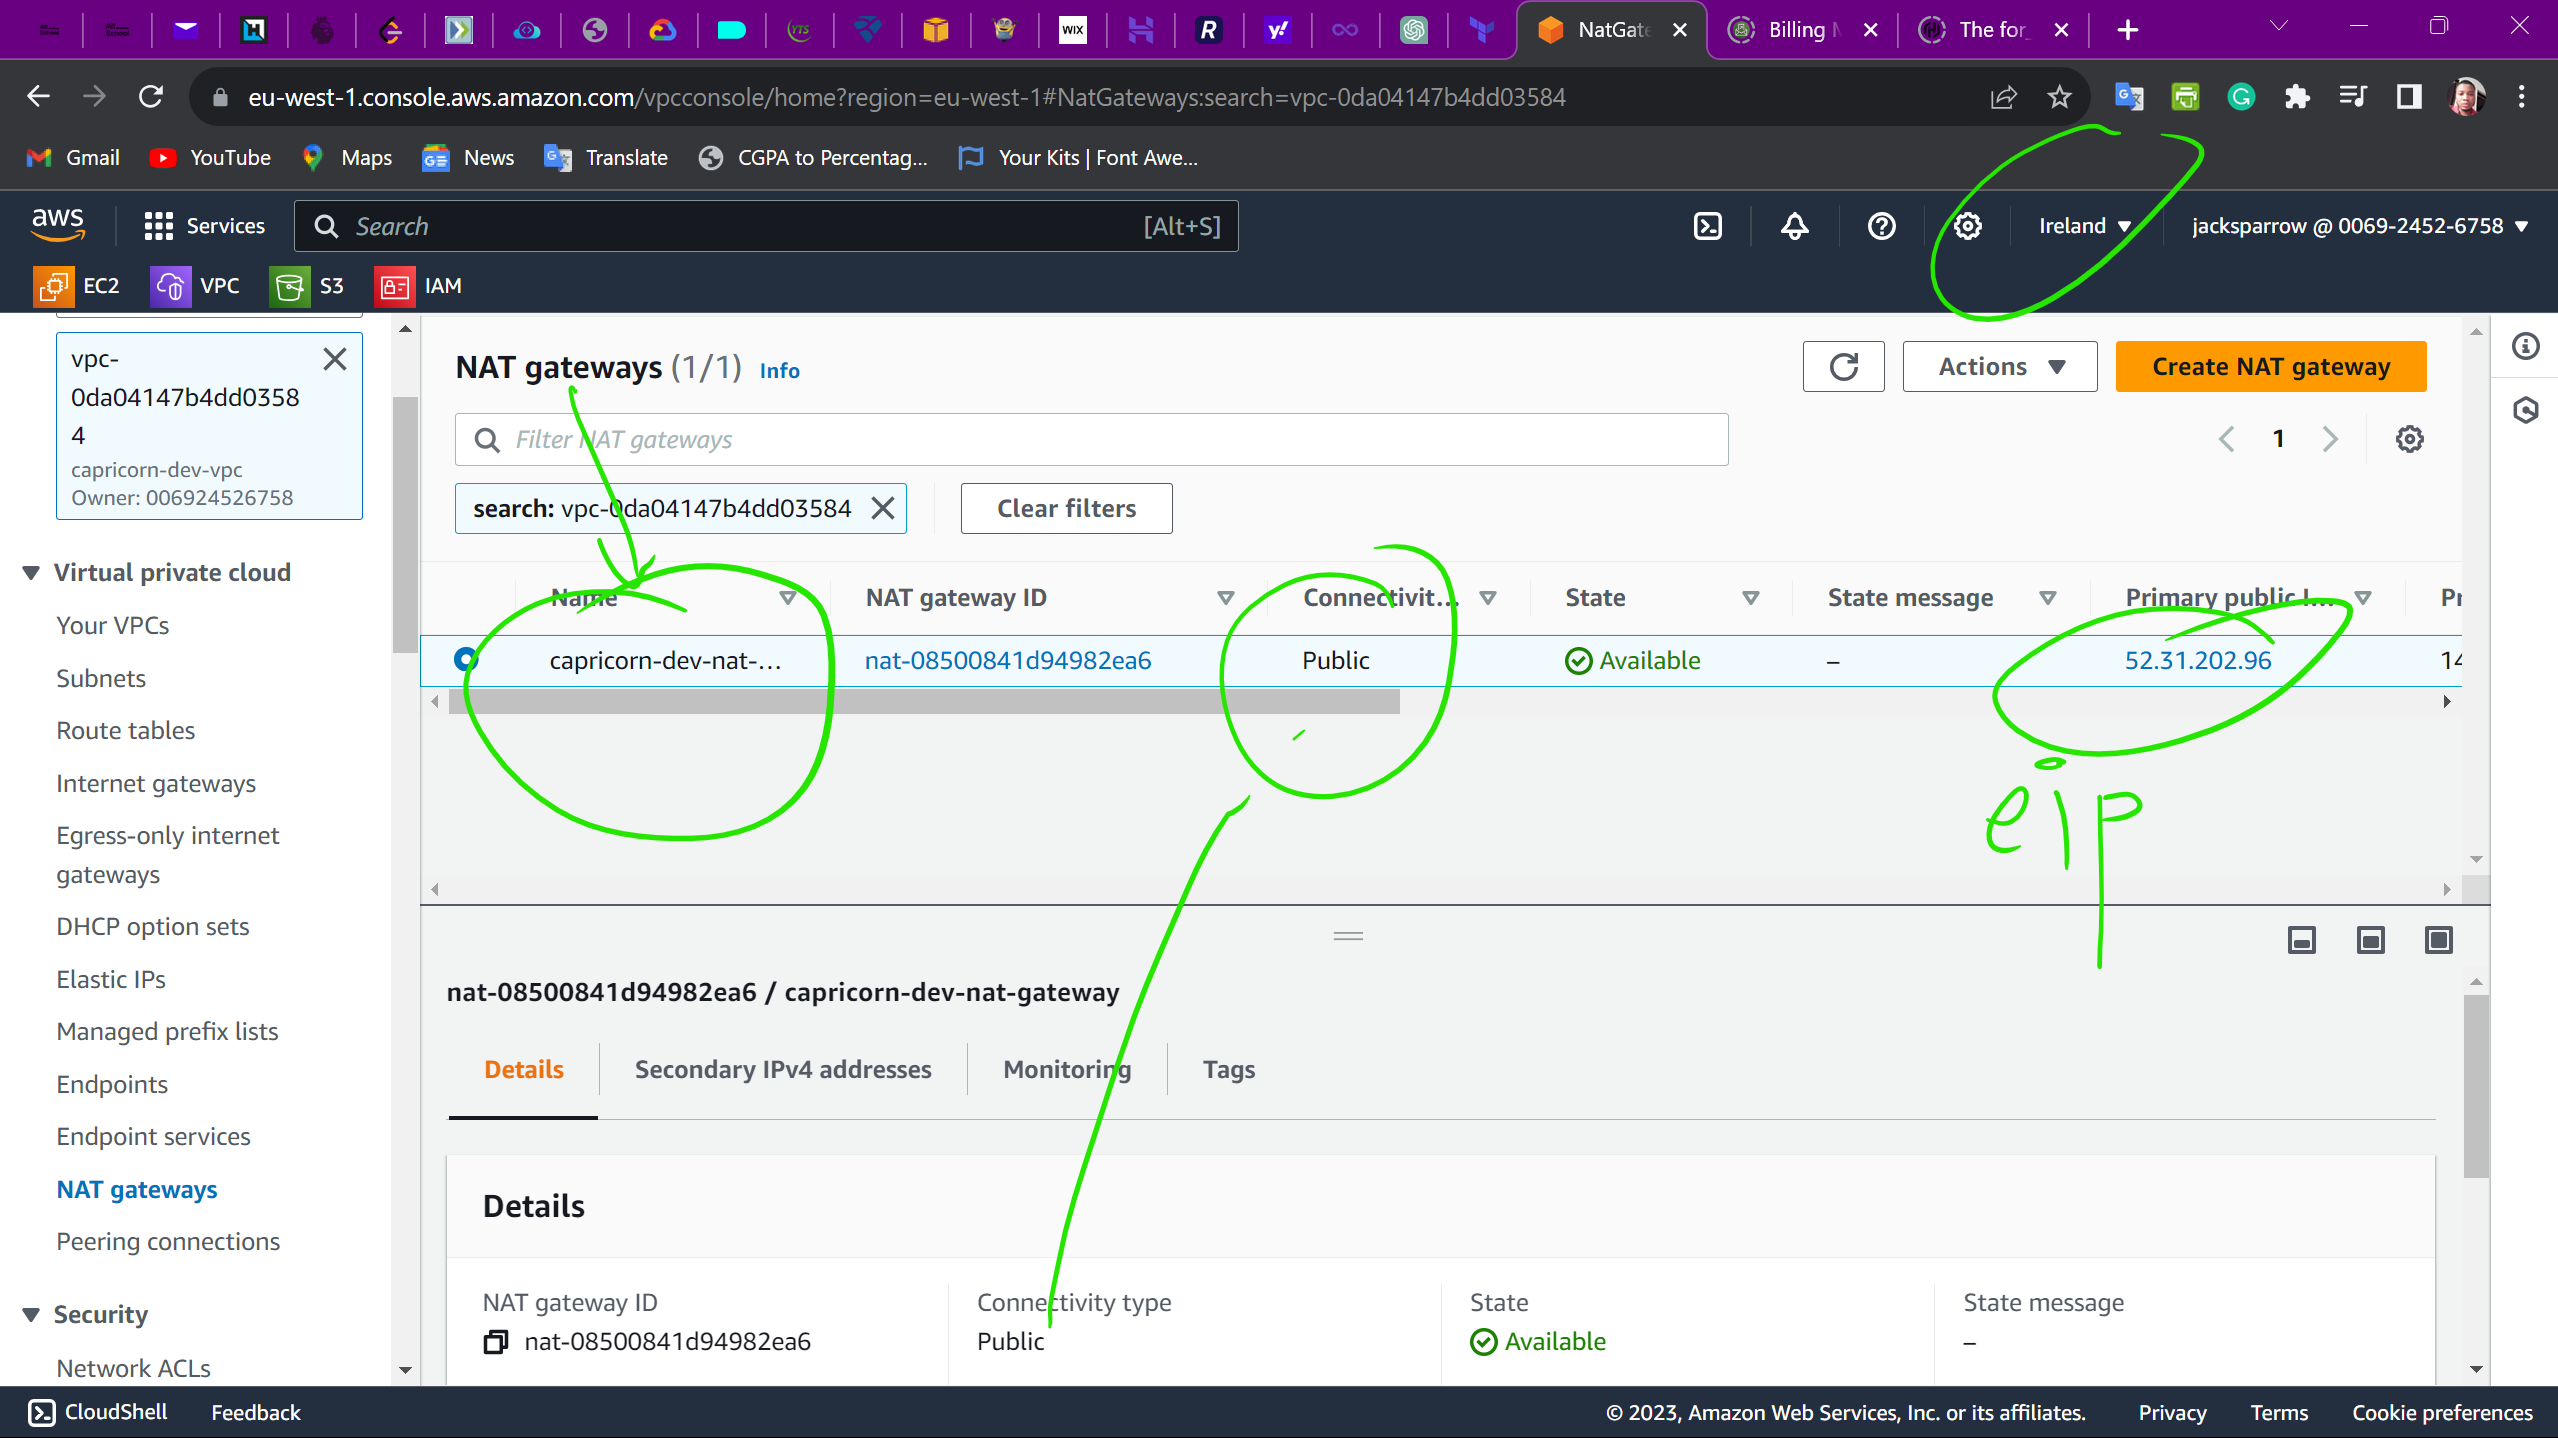 NatGate
Billing M
The for
eu-west-1.console.aws.amazon.com/vpcconsole/home?region=eu-west-1#NatGateways:search=vpc-0da04147b4dd03584
Gmail
YouTube
Maps
News
Translate
CGPA to Percentag...
Your Kits | Font Awe...
aws
Services
Search
[Alt+S]
Ireland
jacksparrow @ 0069-2452-6758
EC2
VPC
S3
IAM
vpc-
0da04147b4dd0358
4
capricorn-dev-vpc
Owner: 006924526758
Virtual private cloud
Your VPCs
Subnets
Route tables
Internet gateways
Egress-only internet
gateways
DHCP option sets
Elastic IPs
Managed prefix lists
Endpoints
Endpoint services
NAT gateways
Peering connections
Security
Network ACLs
NAT gateways (1/1) Info
Actions
Create NAT gateway
Filter NAT gateways
1
search: vpc-0da04147b4dd03584
Clear filters
Name
NAT gateway ID
Connectivit...
State
State message
Primary public I...
Pr
capricorn-dev-nat-...
nat-08500841d94982ea6
Public
Available
–
52.31.202.96
14
eip
nat-08500841d94982ea6 / capricorn-dev-nat-gateway
Details
Secondary IPv4 addresses
Monitoring
Tags
Details
NAT gateway ID
nat-08500841d94982ea6
Connectivity type
Public
State
Available
State message
–
CloudShell
Feedback
© 2023, Amazon Web Services, Inc. or its affiliates.
Privacy
Terms
Cookie preferences